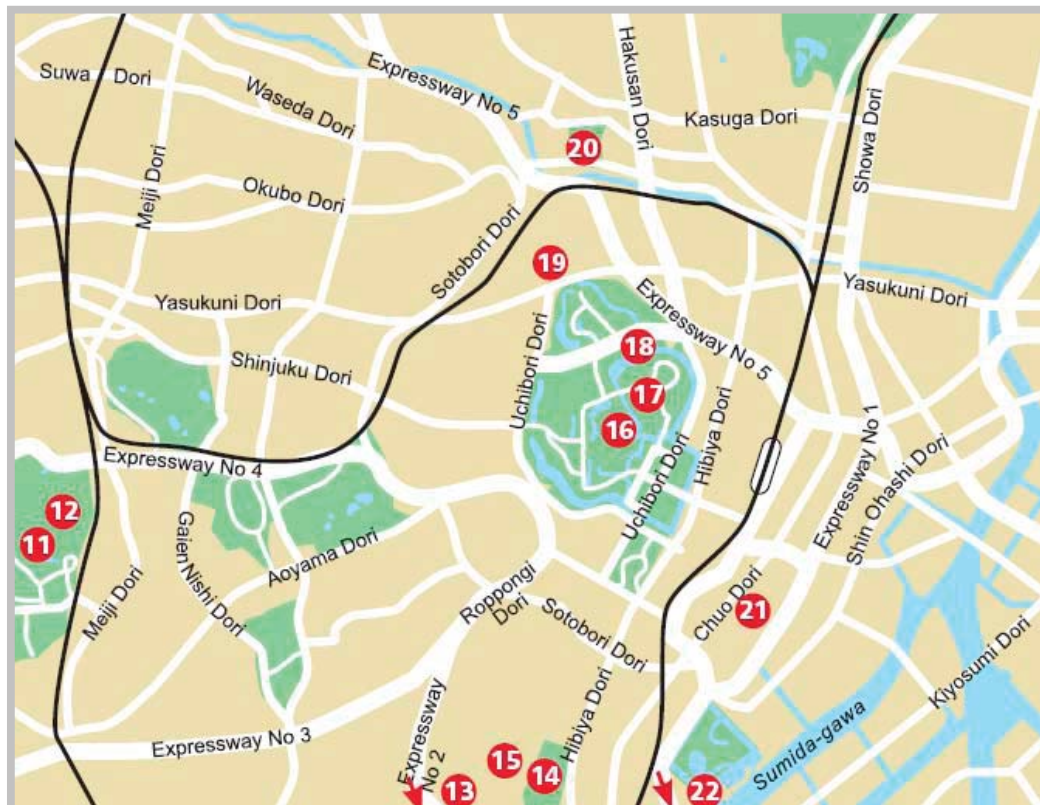 Suwa Dori
Waseda Dori
Expressway No 5
Hakusan Dori
Kasuga Dori
Showa Dori
Meiji Dori
Okubo Dori
20
Sotobori Dori
19
Yasukuni Dori
Yasukuni Dori
Shinjuku Dori
Uchibori Dori
18
Expressway No 5
17
16
Hibiya Dori
Uchibori Dori
Expressway No 4
Expressway No 1
Shin Ohashi Dori
12
11
Gaien Nishi Dori
Aoyama Dori
Meiji Dori
Roppongi
Dori
Sotobori Dori
Chuo Dori
21
Kiyosumi Dori
Sumida-gawa
Hibiya Dori
Expressway No 3
Expressway
No 2
15
14
13
22